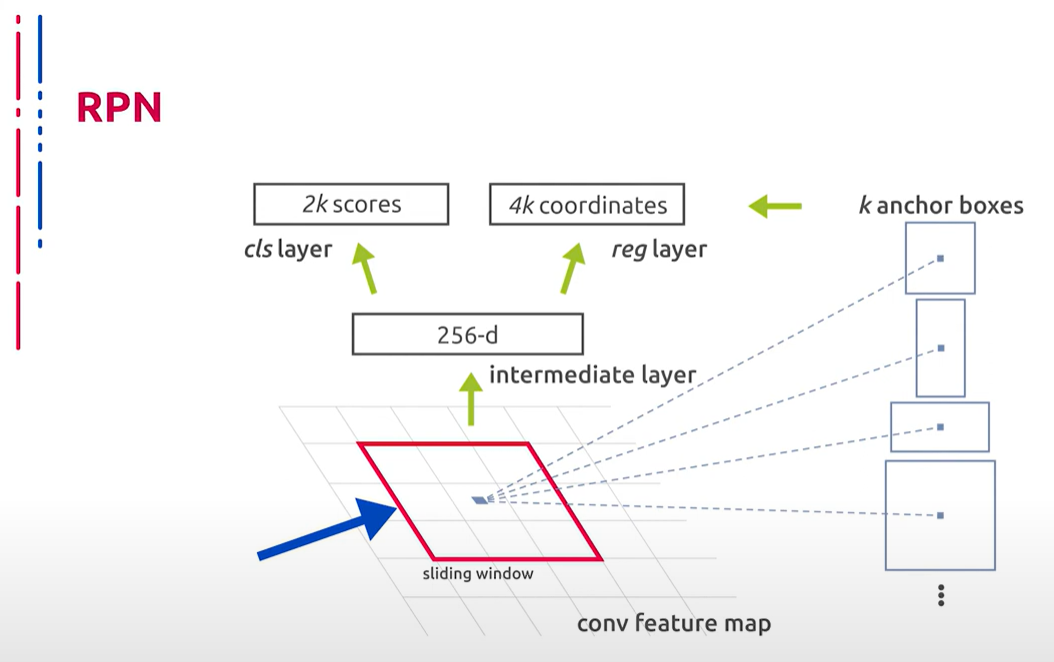 RPN
2k scores
4k coordinates
k anchor boxes
cls layer
reg layer
256-d
intermediate layer
sliding window
conv feature map